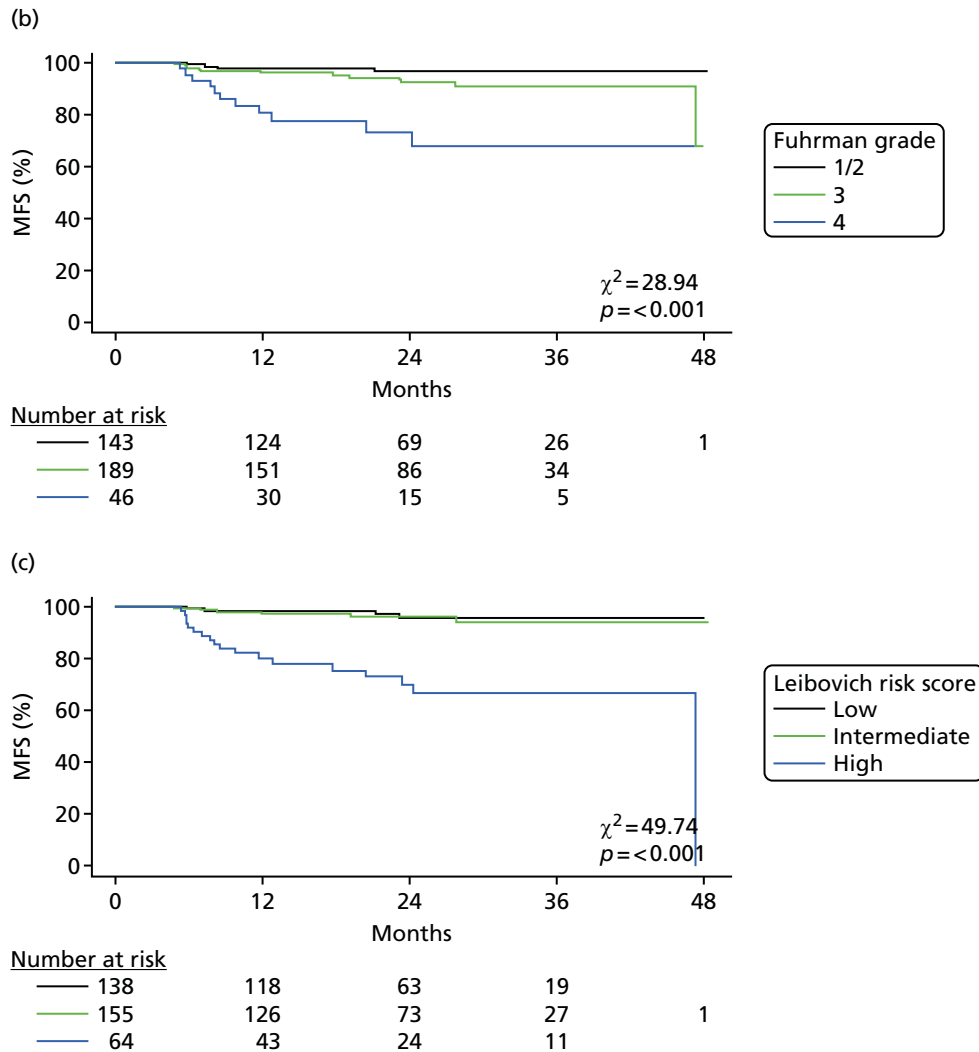 (b)
100
80
60
40
20
0
MFS (%)
χ²=28.94
p=<0.001
0 12 24 36 48
Months
Fuhrman grade
1/2
3
4
Number at risk
143 124 69 26 1
189 151 86 34
46 30 15 5
(c)
100
80
60
40
20
0
MFS (%)
χ²=49.74
p=<0.001
0 12 24 36 48
Months
Leibovich risk score
Low
Intermediate
High
Number at risk
138 118 63 19
155 126 73 27 1
64 43 24 11